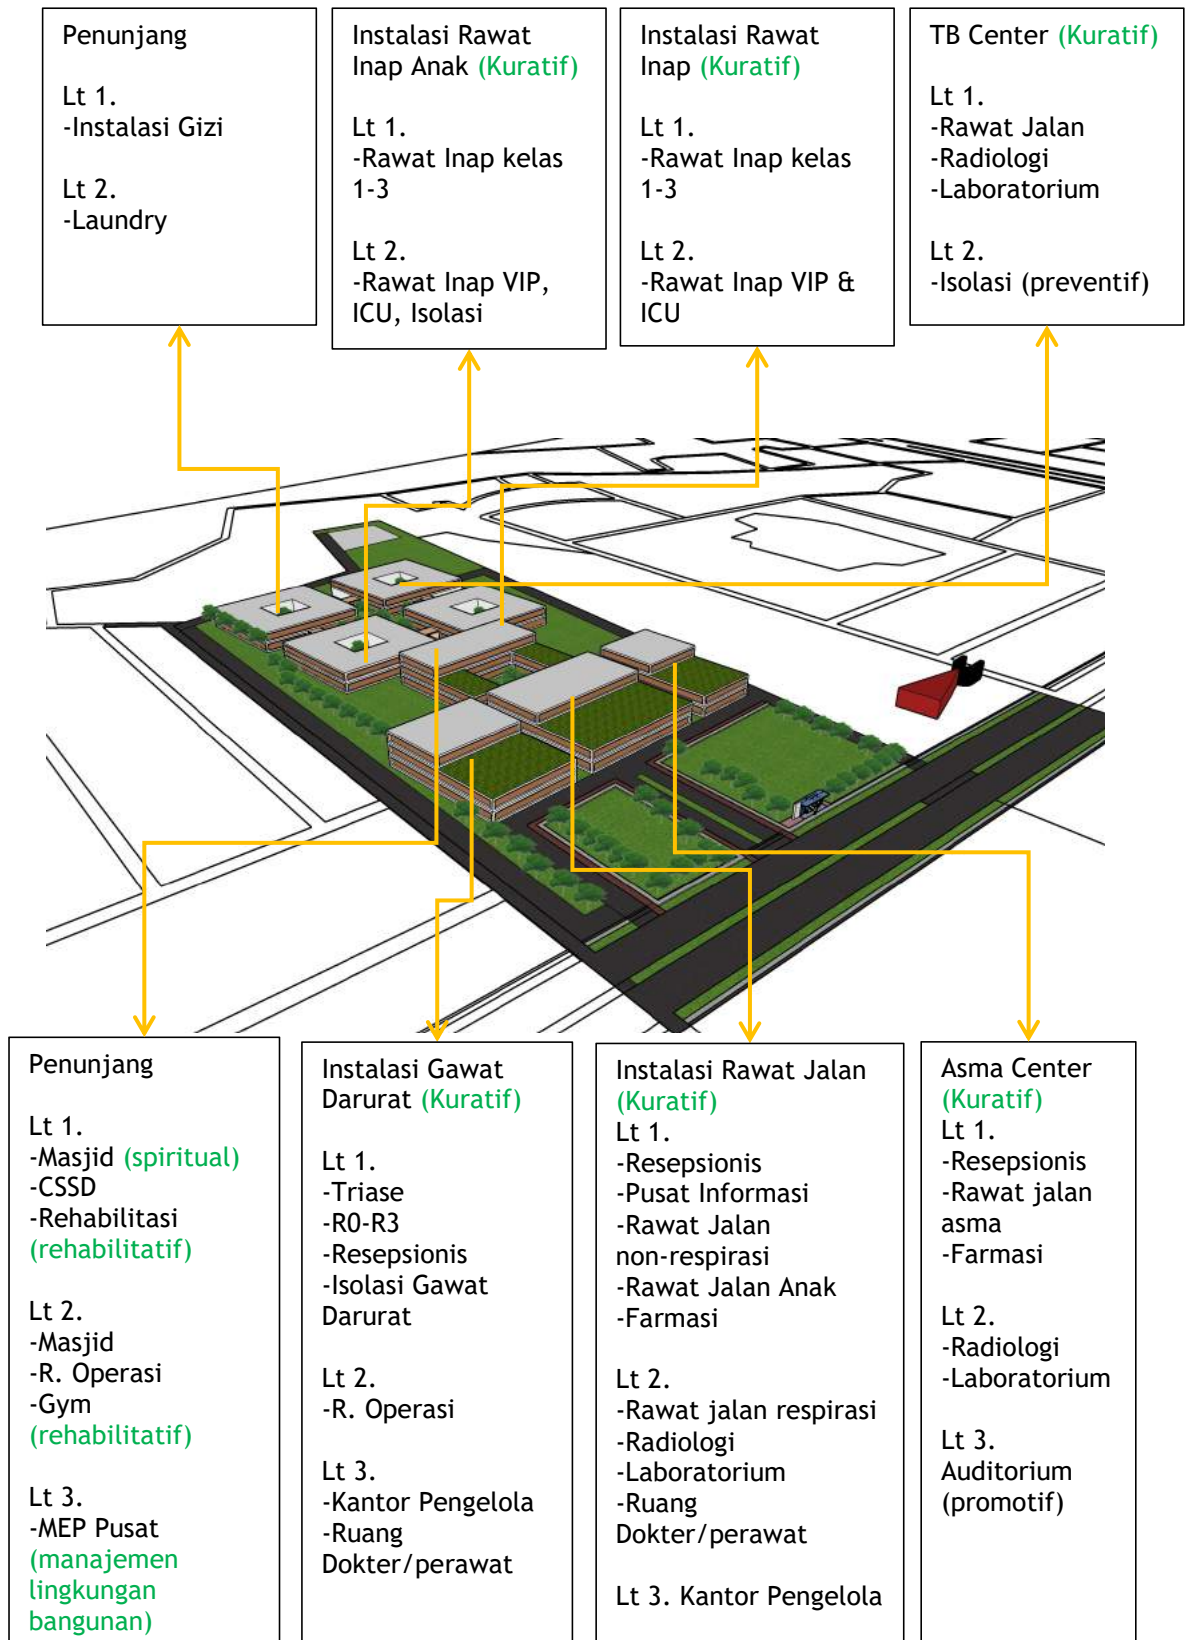 Penunjang
Lt 1.
-Instalasi Gizi
Lt 2.
-Laundry
Instalasi Rawat
Inap Anak (Kuratif)
Lt 1.
-Rawat Inap kelas
1-3
Lt 2.
-Rawat Inap VIP,
ICU, Isolasi
Instalasi Rawat
Inap (Kuratif)
Lt 1.
-Rawat Inap kelas
1-3
Lt 2.
-Rawat Inap VIP &
ICU
TB Center (Kuratif)
Lt 1.
-Rawat Jalan
-Radiologi
-Laboratorium
Lt 2.
-Isolasi (preventif)
Penunjang
Lt 1.
-Masjid (spiritual)
-CSSD
-Rehabilitasi
(rehabilitatif)
Lt 2.
-Masjid
-R. Operasi
-Gym
(rehabilitatif)
Lt 3.
-MEP Pusat
(manajemen
lingkungan
bangunan)
Instalasi Gawat
Darurat (Kuratif)
Lt 1.
-Triase
-R0-R3
-Resepsionis
-Isolasi Gawat
Darurat
Lt 2.
-R. Operasi
Lt 3.
-Kantor Pengelola
-Ruang
Dokter/perawat
Instalasi Rawat Jalan
(Kuratif)
Lt 1.
-Resepsionis
-Pusat Informasi
-Rawat Jalan
non-respirasi
-Rawat Jalan Anak
-Farmasi
Lt 2.
-Rawat jalan respirasi
-Radiologi
-Laboratorium
-Ruang
Dokter/perawat
Lt 3. Kantor Pengelola
Asma Center
(Kuratif)
Lt 1.
-Resepsionis
-Rawat jalan
asma
-Farmasi
Lt 2.
-Radiologi
-Laboratorium
Lt 3.
Auditorium
(promotif)